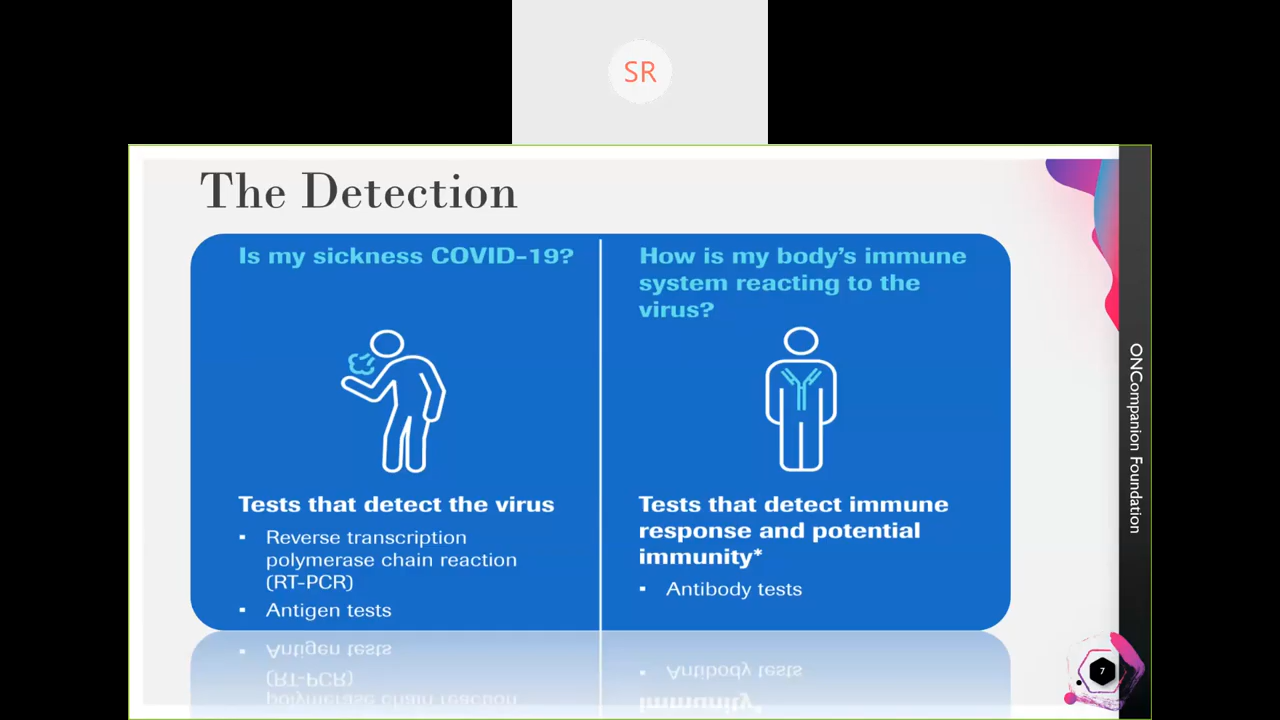 SR
The Detection
Is my sickness COVID-19?
Tests that detect the virus
▪ Reverse transcription
polymerase chain reaction
(RT-PCR)
▪ Antigen tests
How is my body's immune
system reacting to the
virus?
Tests that detect immune
response and potential
immunity*
▪ Antibody tests
ONCompanion Foundation
7